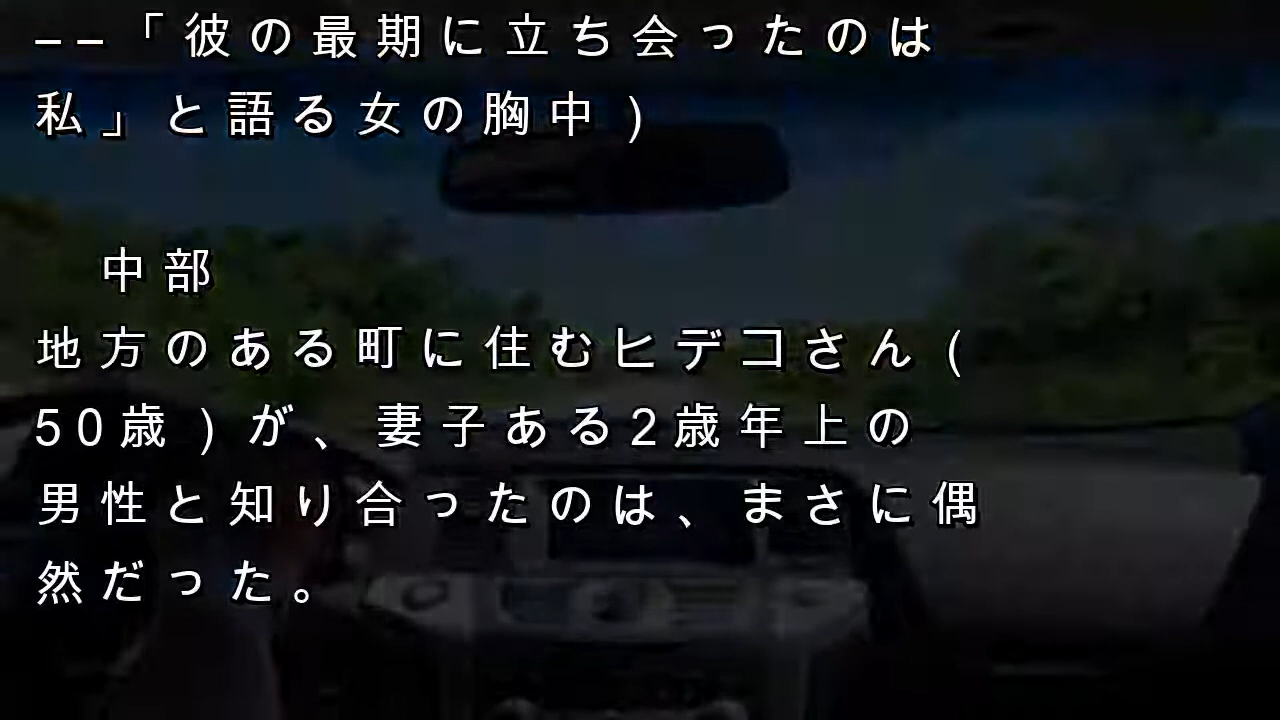 ――「彼の最期に立ち会ったのは
私」と語る女の胸中)
中部
地方のある町に住むヒデコさん(
50歳)が、妻子ある2歳年上の
男性と知り合ったのは、まさに偶
然だった。